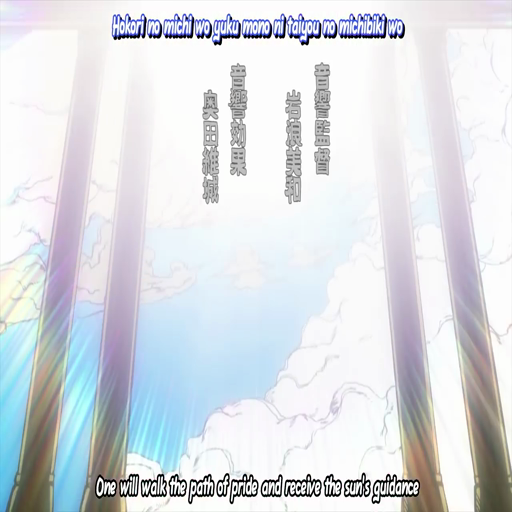 Hokori no michi wo yuku mono ni taiyou no michibiki wo
音響監督
岩浪美和
音響効果
奥田維城
One will walk the path of pride and receive the sun's guidance